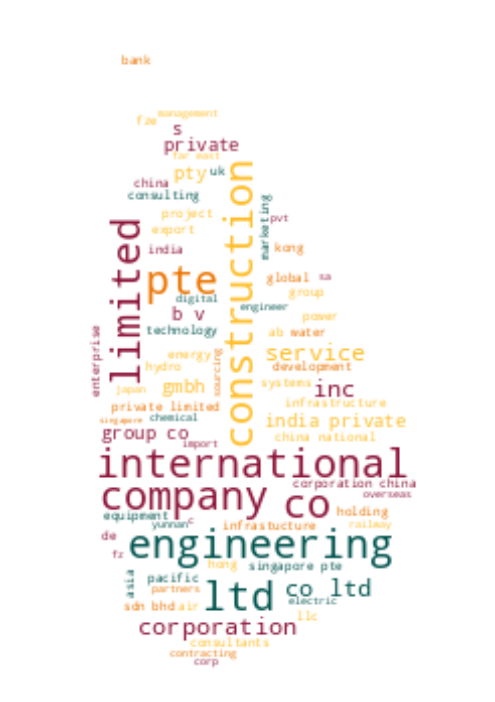 bank
management
fze
s
private
far east
pty uk
china
consulting
project
marketing
pvt
export
construction
limited
india
kong
pte
global sa
group
digital
engineer
b v
power
technology
ab water
enterprise
energy
sourcing
service
hydro
development
japan
gmbh
systems
inc
private limited
infrastructure
singapore
chemical
india private
group co
china national
import
international
corporation china
company
co
overseas
equipment
holding
yunnan
c
infrastucture
railway
de
engineering
fz
hong
singapore pte
asia
pacific
partners
ltd
co ltd
electric
sdn bhd
air
llc
corporation
consultants
contracting
corp